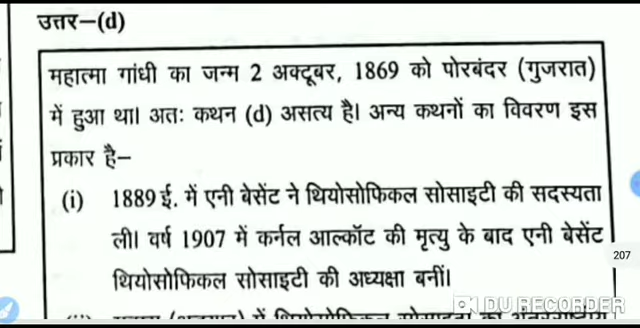 उत्तर–(d)
महात्मा गांधी का जन्म 2 अक्टूबर, 1869 को पोरबंदर (गुजरात)
में हुआ था। अतः कथन (d) असत्य है। अन्य कथनों का विवरण इस
प्रकार है–
(i) 1889 ई. में एनी बेसेंट ने थियोसोफिकल सोसाइटी की सदस्यता
ली। वर्ष 1907 में कर्नल आल्कॉट की मृत्यु के बाद एनी बेसेंट
थियोसोफिकल सोसाइटी की अध्यक्षा बनीं।
207
DU RECORDER